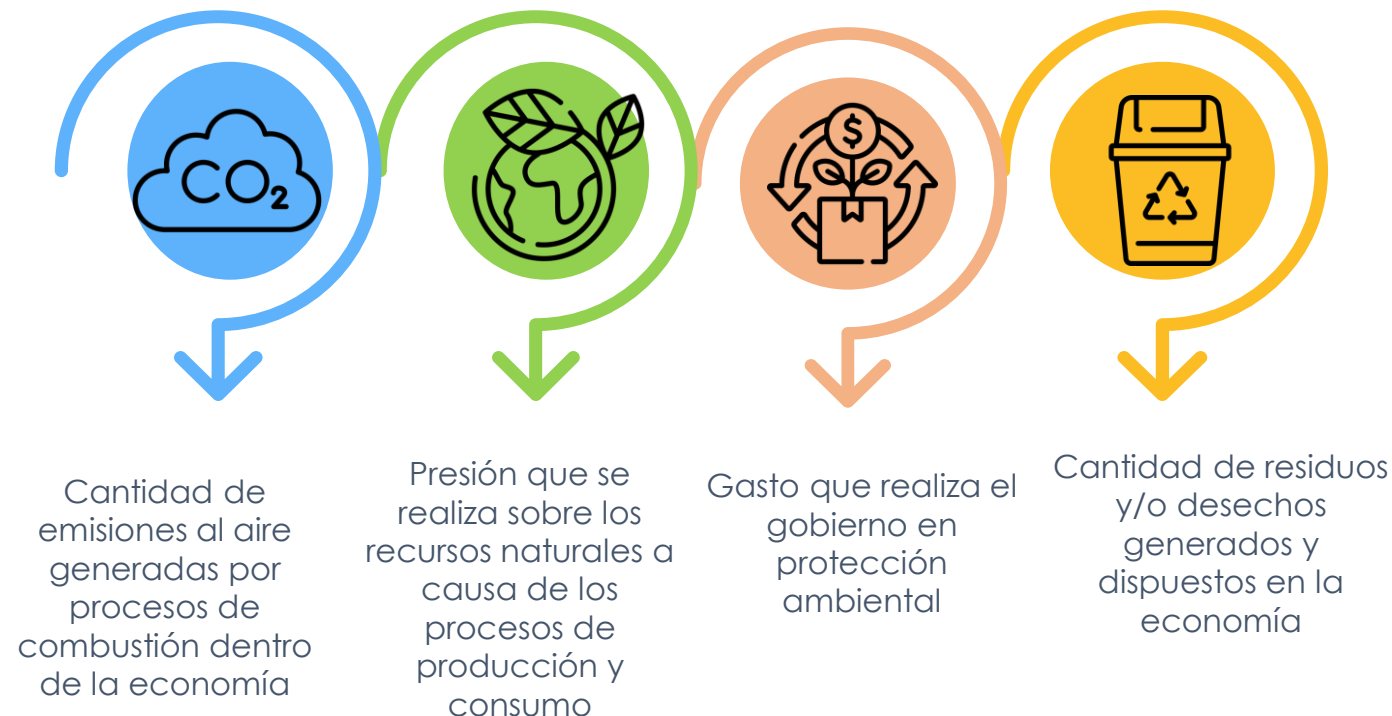 CO₂
$
Cantidad de
emisiones al aire
generadas por
procesos de
combustión dentro
de la economía
Presión que se
realiza sobre los
recursos naturales a
causa de los
procesos de
producción y
consumo
Gasto que realiza el
gobierno en
protección
ambiental
Cantidad de residuos
y/o desechos
generados y
dispuestos en la
economía